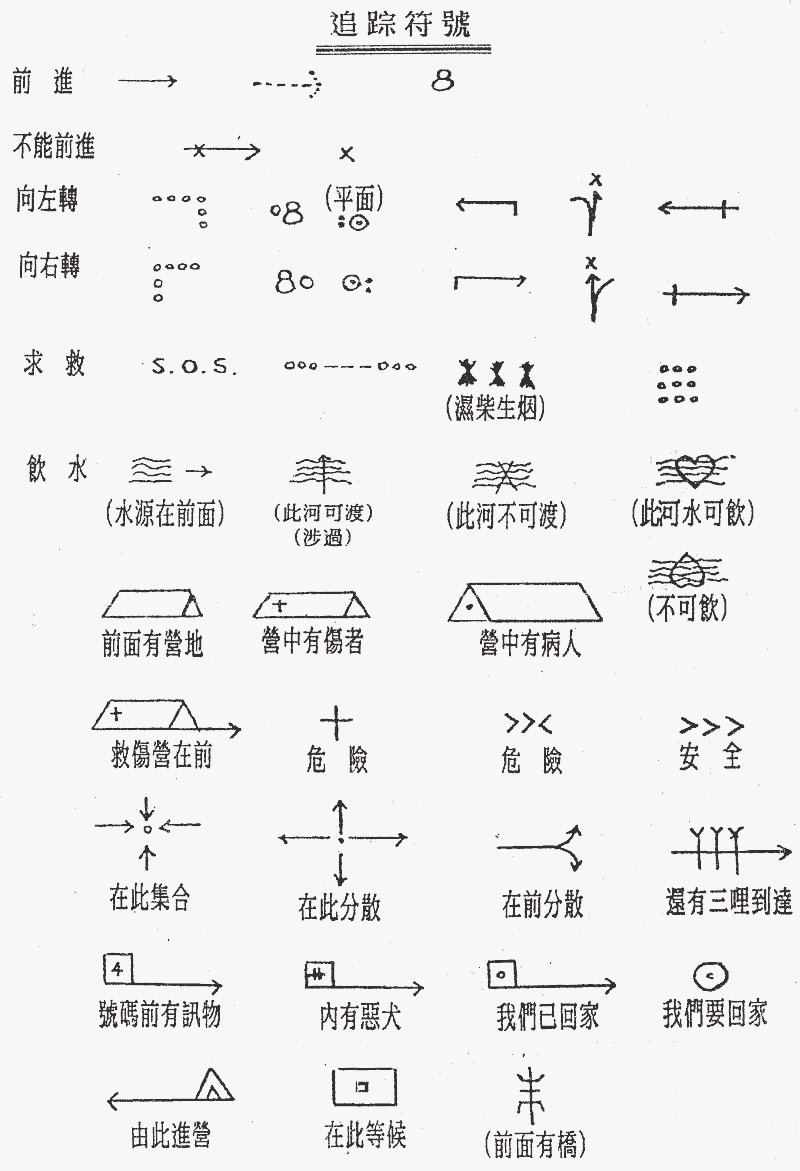 追踪符號
前進
8
不能前進
x
x
向左轉
(平面)
8
x
向右轉
8
x
求救
S.O.S.
(濕柴生烟)
飲水
(水源在前面)
(此河可渡)
(涉過)
(此河不可渡)
(此河水可飲)
(不可飲)
前面有營地
營中有傷者
營中有病人
救傷營在前
危險
危險
安全
在此集合
在此分散
在前分散
還有三哩到達
4
號碼前有訊物
內有惡犬
我們已回家
我們要回家
由此進營
在此等候
(前面有橋)